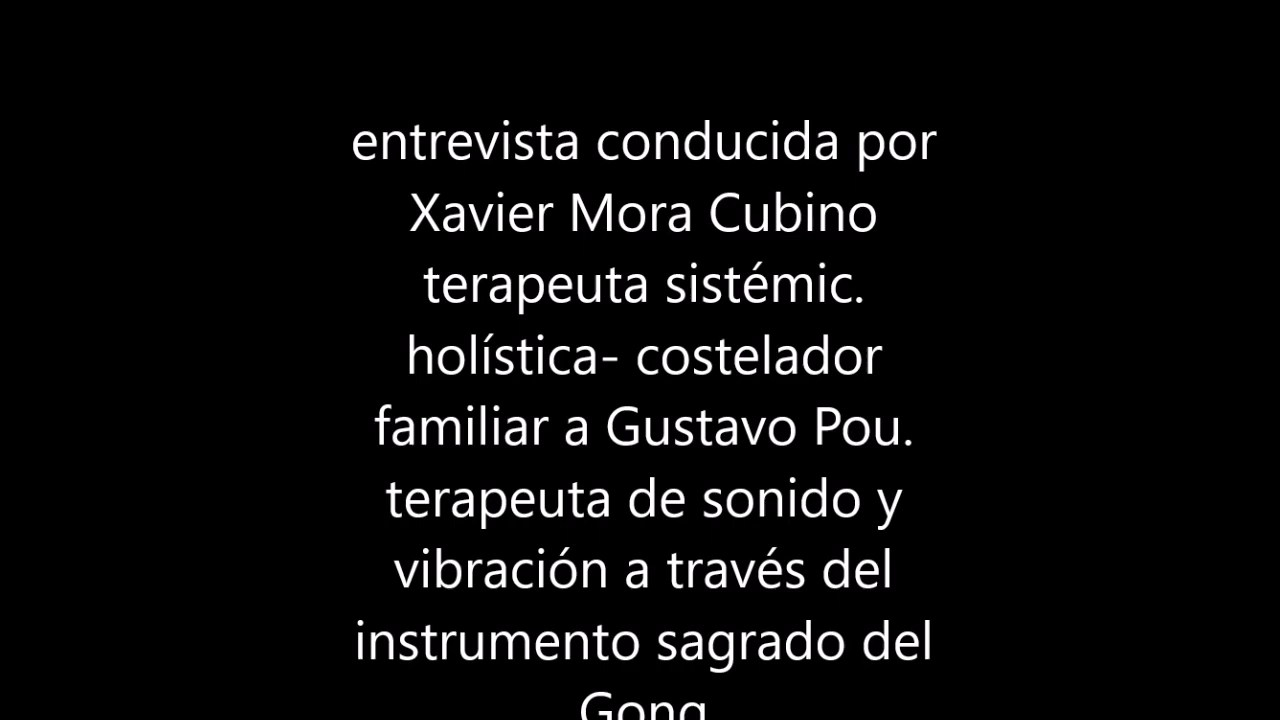 entrevista conducida por
Xavier Mora Cubino
terapeuta sistémic.
holística- costelador
familiar a Gustavo Pou.
terapeuta de sonido y
vibración a través del
instrumento sagrado del
Gong